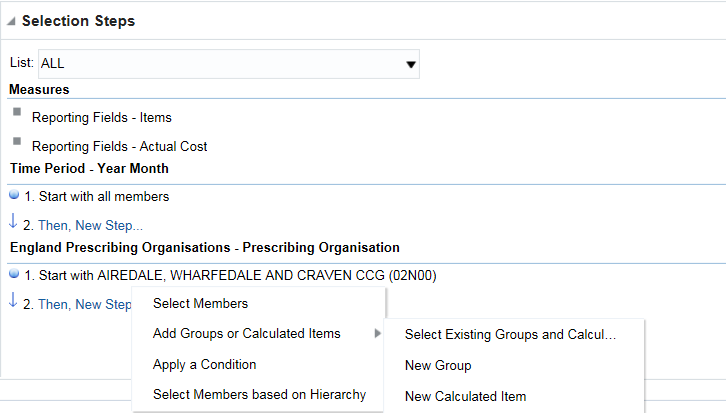 Selection Steps
List: ALL
Measures
Reporting Fields - Items
Reporting Fields - Actual Cost
Time Period - Year Month
1. Start with all members
2. Then, New Step...
England Prescribing Organisations - Prescribing Organisation
1. Start with AIREDALE, WHARFEDALE AND CRAVEN CCG (02N00)
2. Then, New Step
Select Members
Add Groups or Calculated Items
Apply a Condition
Select Members based on Hierarchy
Select Existing Groups and Calcul...
New Group
New Calculated Item